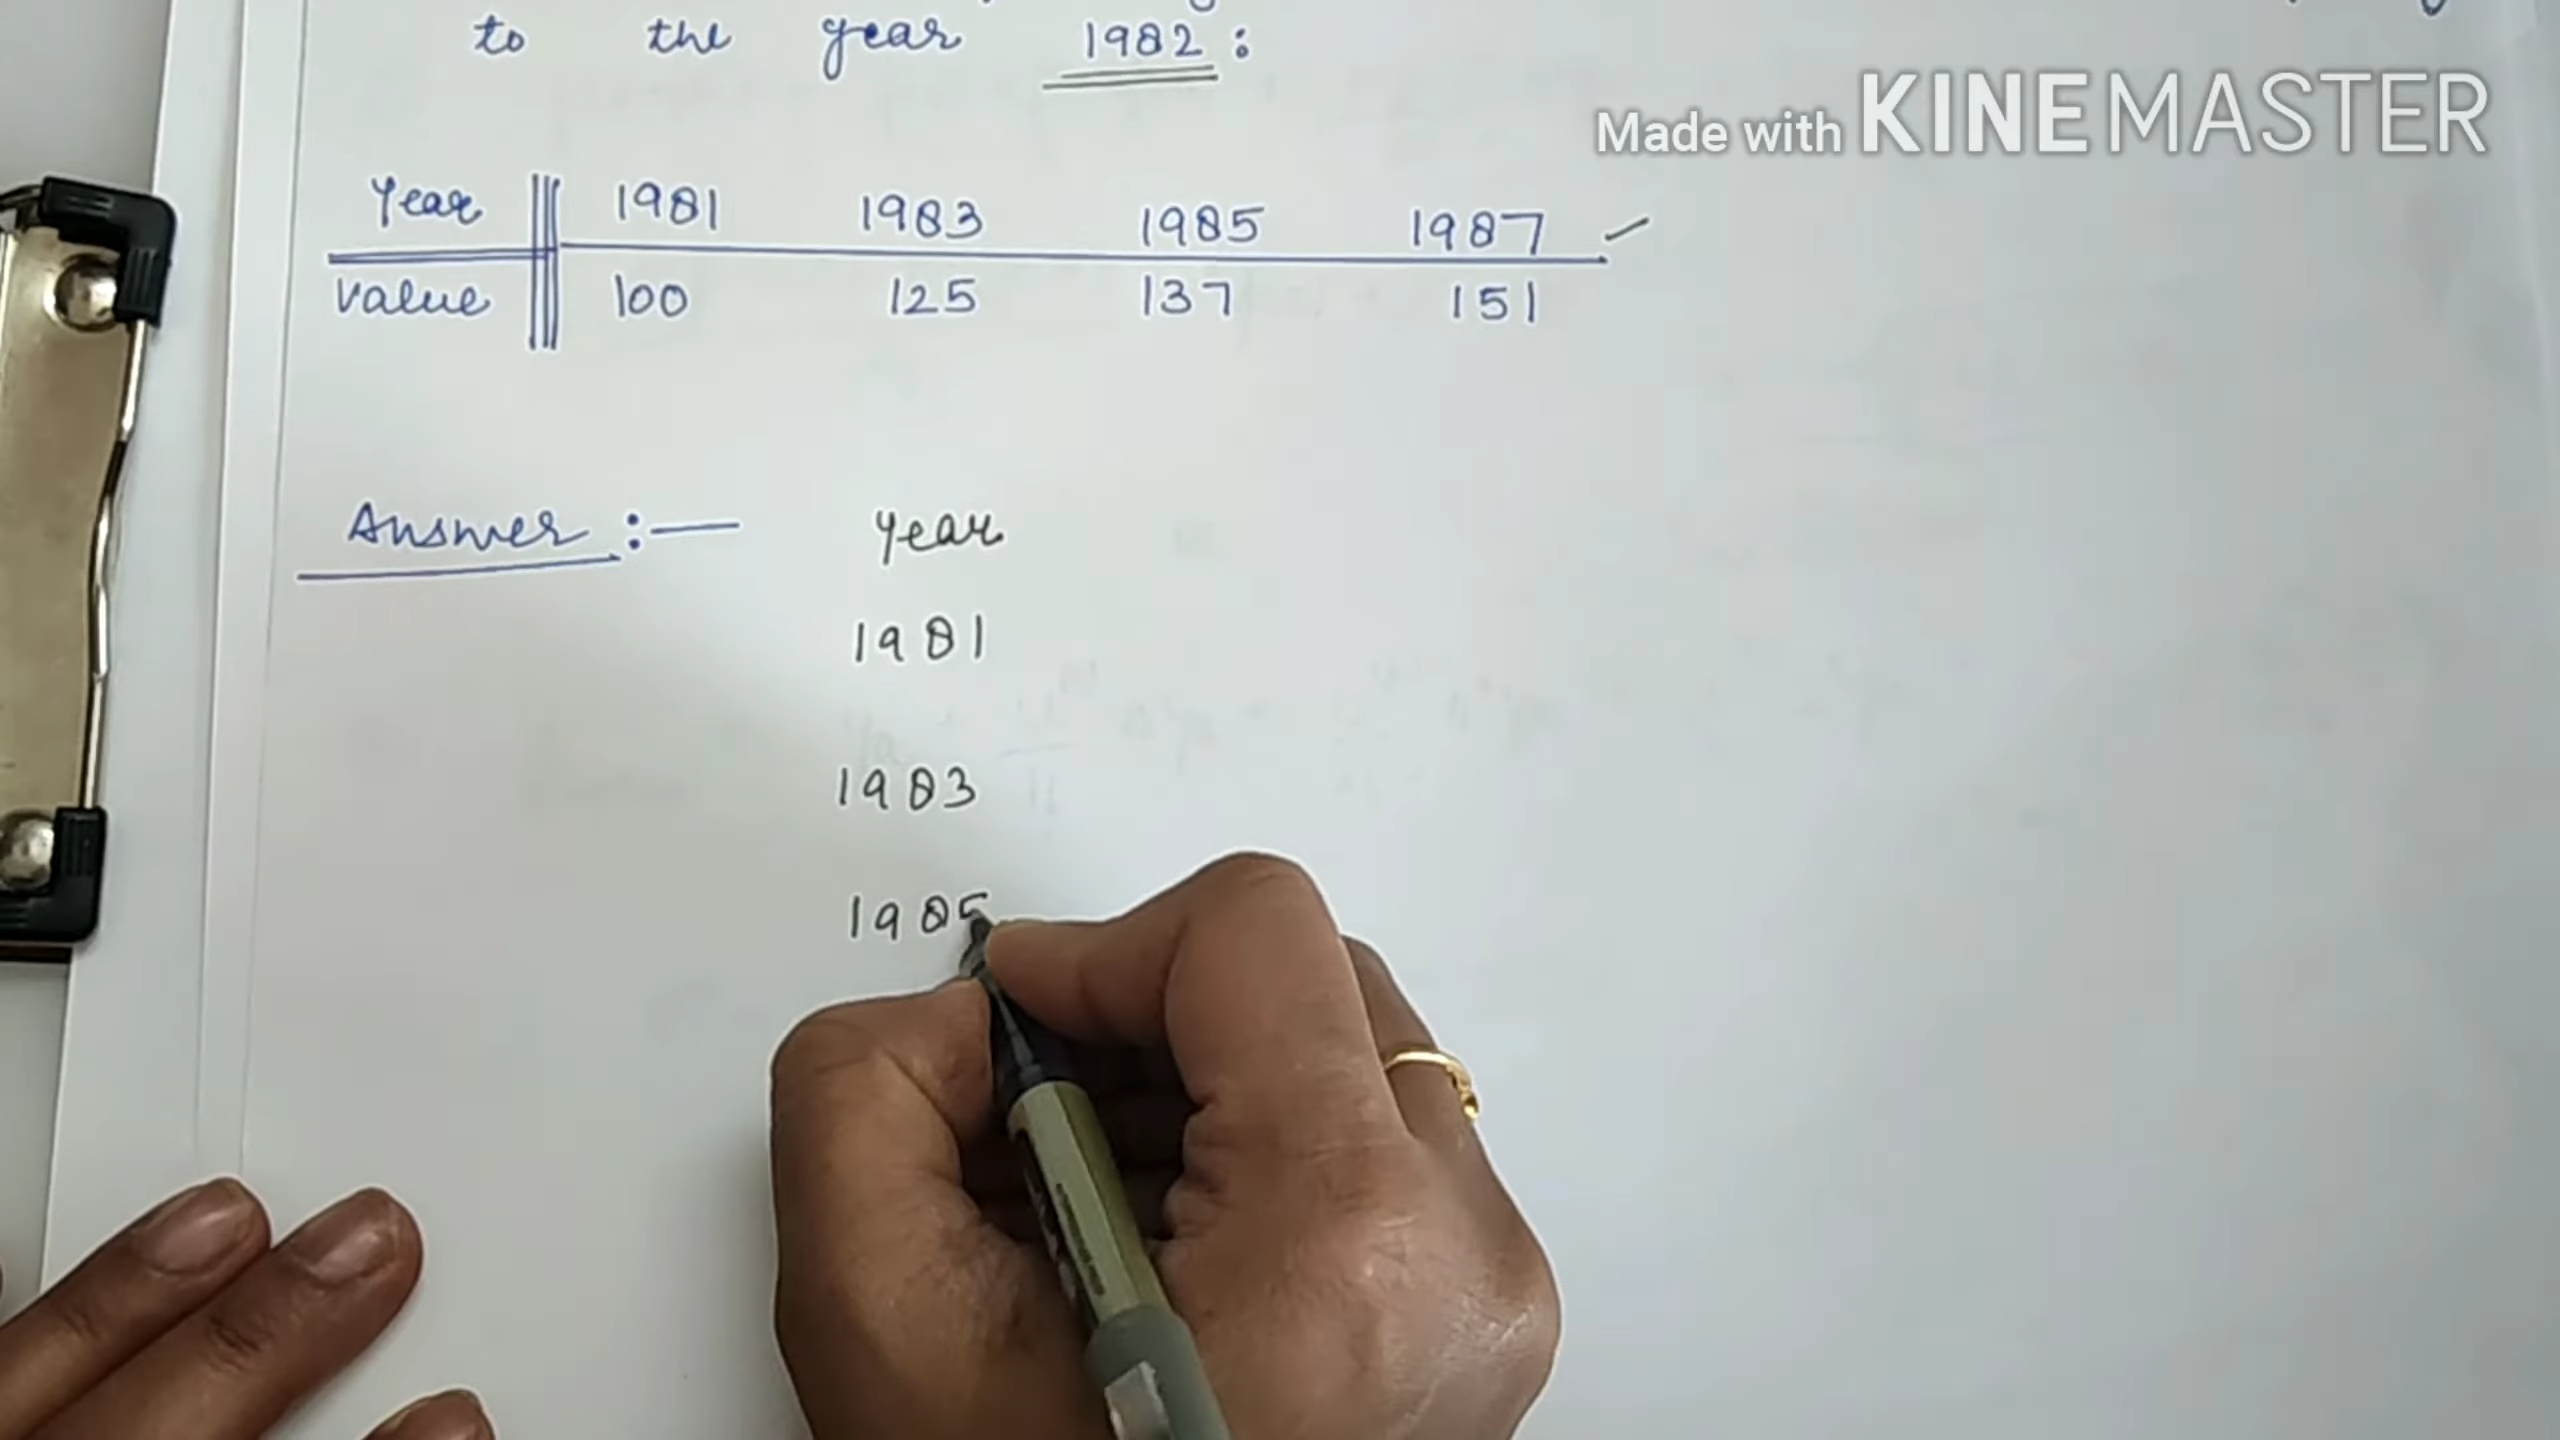 to the year 1982:
Made with KINEMASTER
Year 1981 1983 1985 1987
Value 100 125 137 151
Answer :— Year
1981
1983
1985